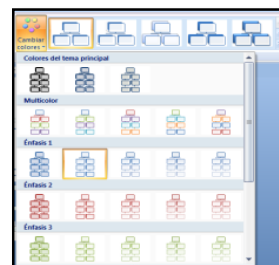 Cambiar
colores
Colores del tema principal
Multicolor
Énfasis 1
Énfasis 2
Énfasis 3